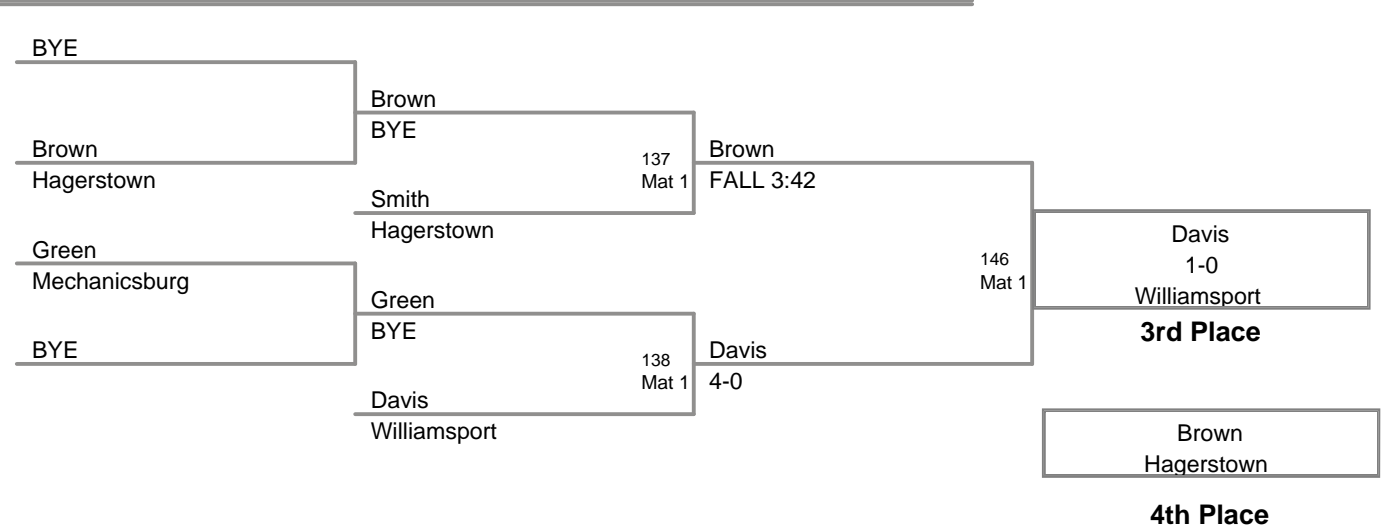 BYE
Brown
BYE
Brown
Hagerstown
137
Mat 1
Brown
FALL 3:42
Smith
Hagerstown
Green
Mechanicsburg
146
Mat 1
Davis
1-0
Williamsport
3rd Place
Green
BYE
BYE
138
Mat 1
Davis
4-0
Davis
Williamsport
Brown
Hagerstown
4th Place